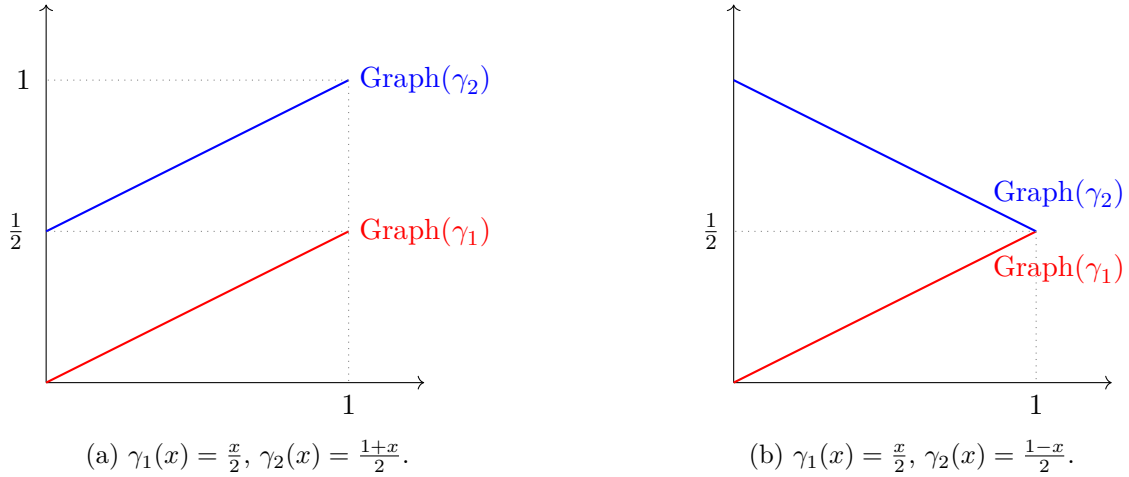 1
Graph(γ₂)
½
Graph(γ₁)
1
(a) γ₁(x) = x/2, γ₂(x) = (1+x)/2.
Graph(γ₂)
½
Graph(γ₁)
1
(b) γ₁(x) = x/2, γ₂(x) = (1−x)/2.